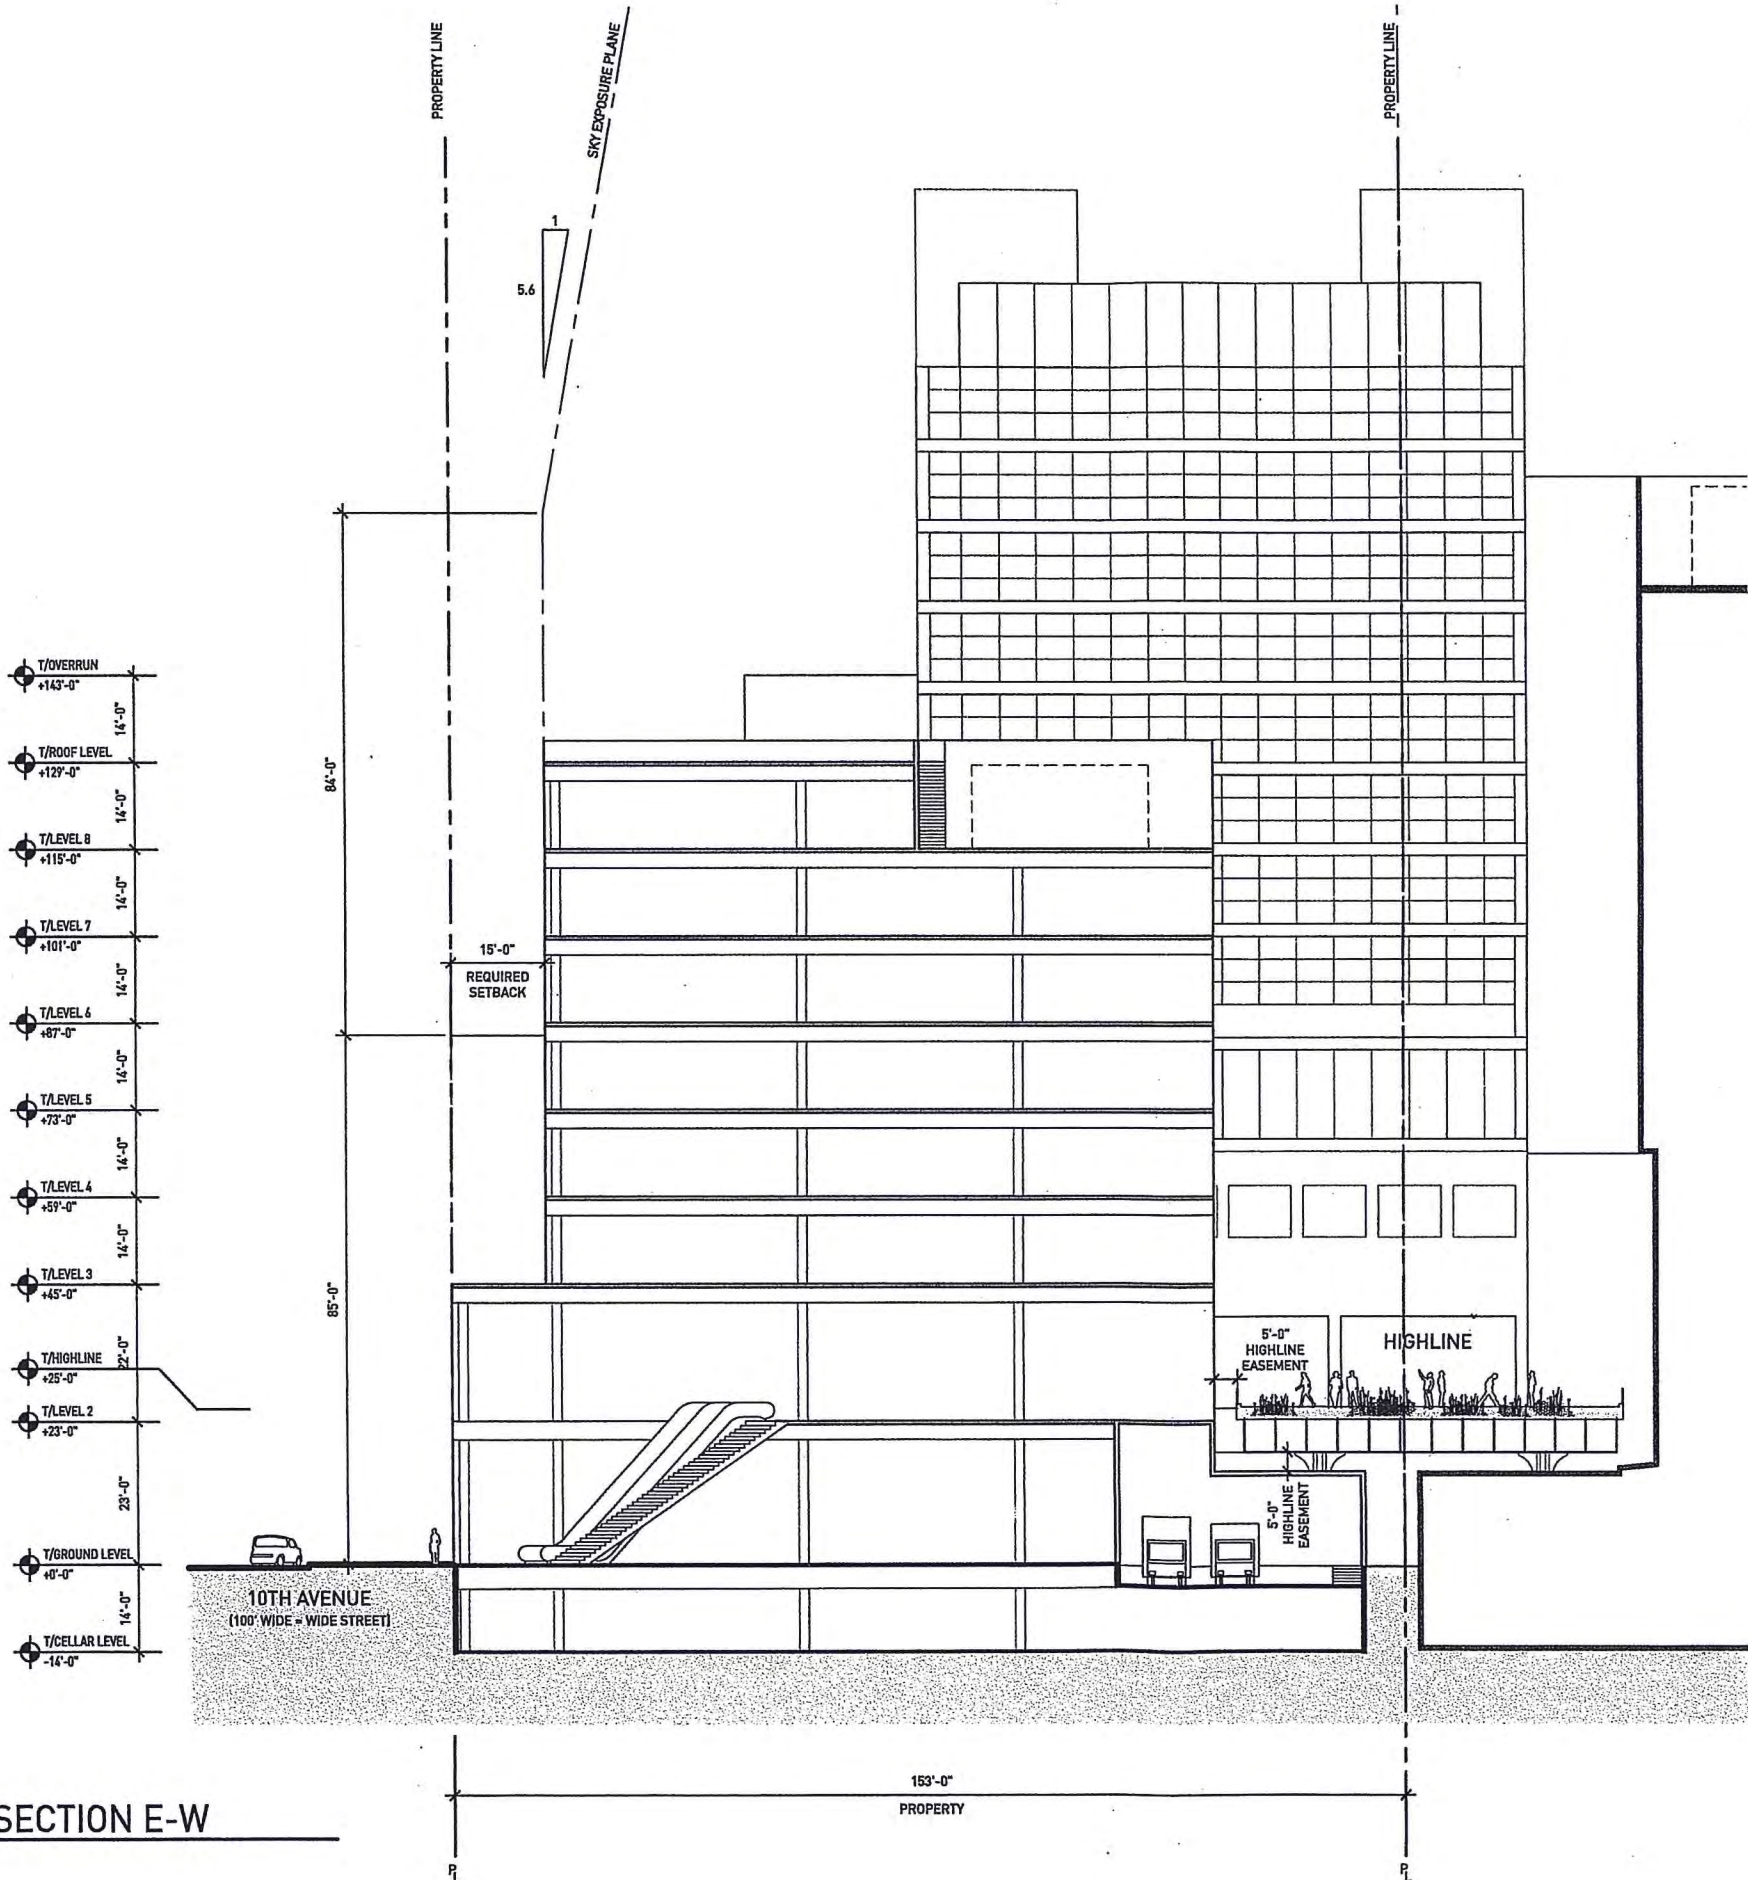 PROPERTY LINE
SKY EXPOSURE PLANE
PROPERTY LINE
1
5.6
T/OVERRUN
+143'-0"
14'-0"
T/ROOF LEVEL
+129'-0"
84'-0"
14'-0"
T/LEVEL 8
+115'-0"
14'-0"
T/LEVEL 7
+101'-0"
15'-0"
REQUIRED
SETBACK
14'-0"
T/LEVEL 6
+87'-0"
14'-0"
T/LEVEL 5
+73'-0"
14'-0"
T/LEVEL 4
+59'-0"
14'-0"
T/LEVEL 3
+45'-0"
85'-0"
22'-0"
T/HIGHLINE
+25'-0"
5'-0"
HIGHLINE
EASEMENT
HIGHLINE
T/LEVEL 2
+23'-0"
23'-0"
5'-0"
HIGHLINE
EASEMENT
T/GROUND LEVEL
+0'-0"
10TH AVENUE
(100' WIDE = WIDE STREET)
14'-0"
T/CELLAR LEVEL
-14'-0"
153'-0"
PROPERTY
SECTION E-W
PL
PL